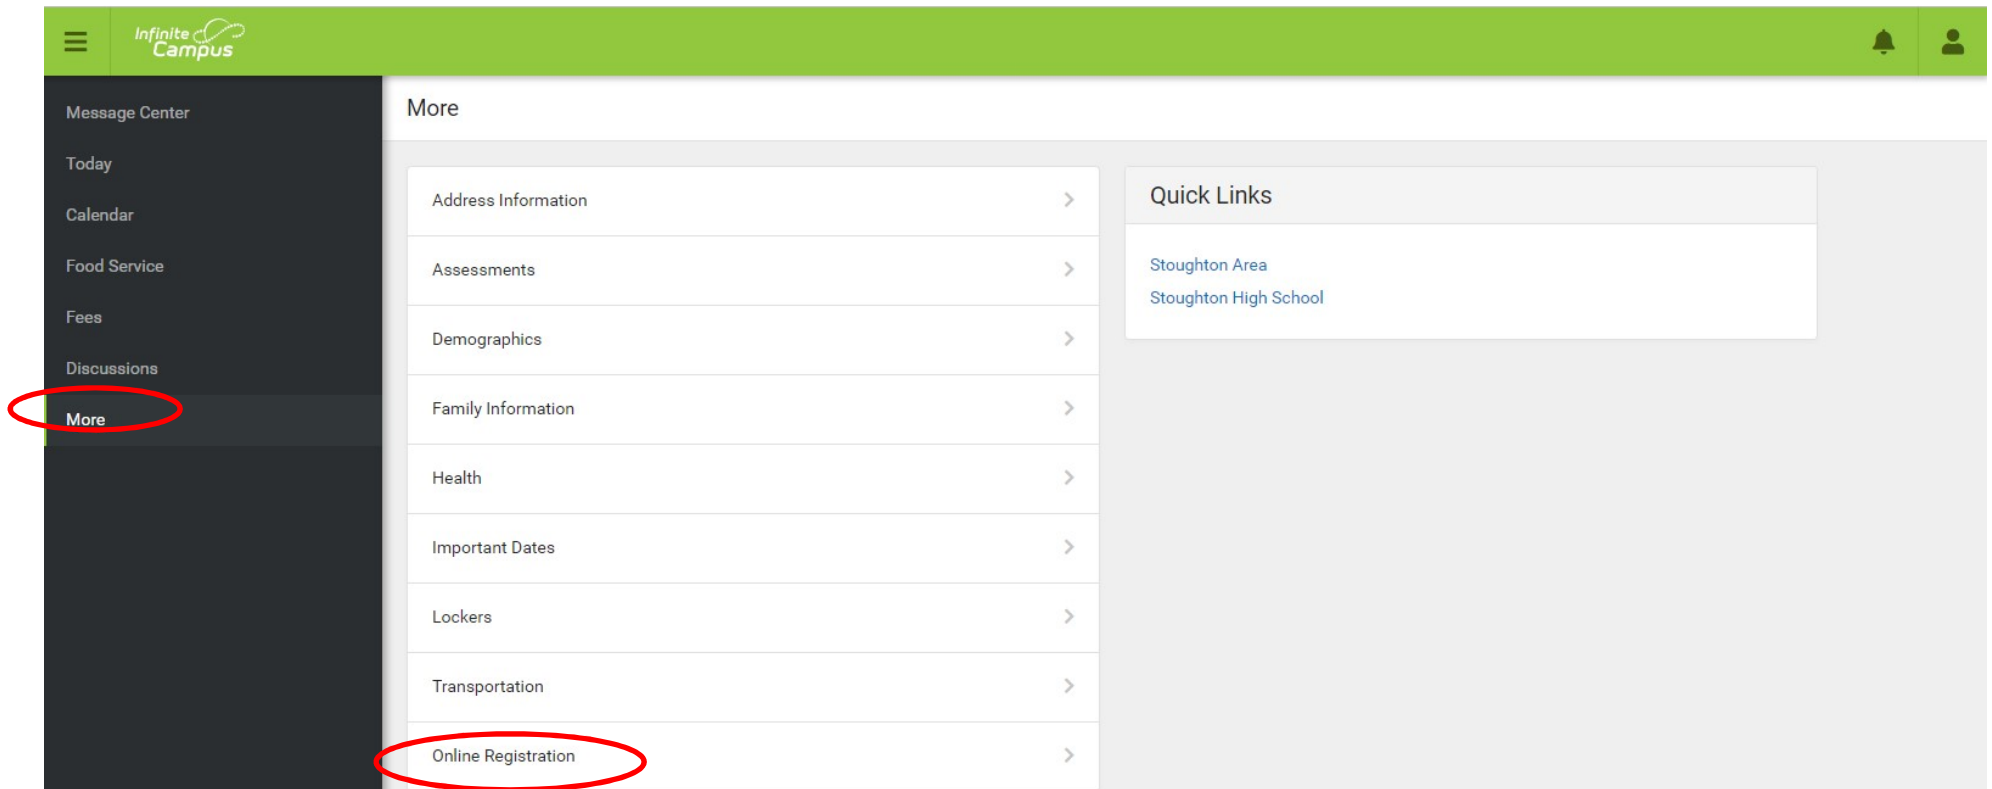 Infinite
Campus
Message Center
Today
Calendar
Food Service
Fees
Discussions
More
More
Address Information
Assessments
Demographics
Family Information
Health
Important Dates
Lockers
Transportation
Online Registration
Quick Links
Stoughton Area
Stoughton High School